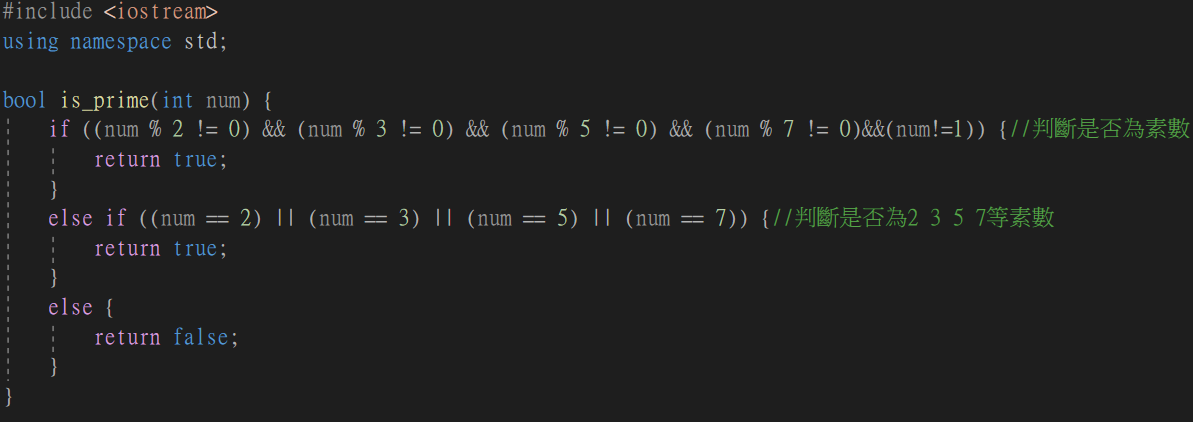 #include <iostream>
using namespace std;
bool is_prime(int num) {
if ((num % 2 != 0) && (num % 3 != 0) && (num % 5 != 0) && (num % 7 != 0)&&(num!=1)) {//判斷是否為素數
return true;
}
else if ((num == 2) || (num == 3) || (num == 5) || (num == 7)) {//判斷是否為2 3 5 7等素數
return true;
}
else {
return false;
}
}